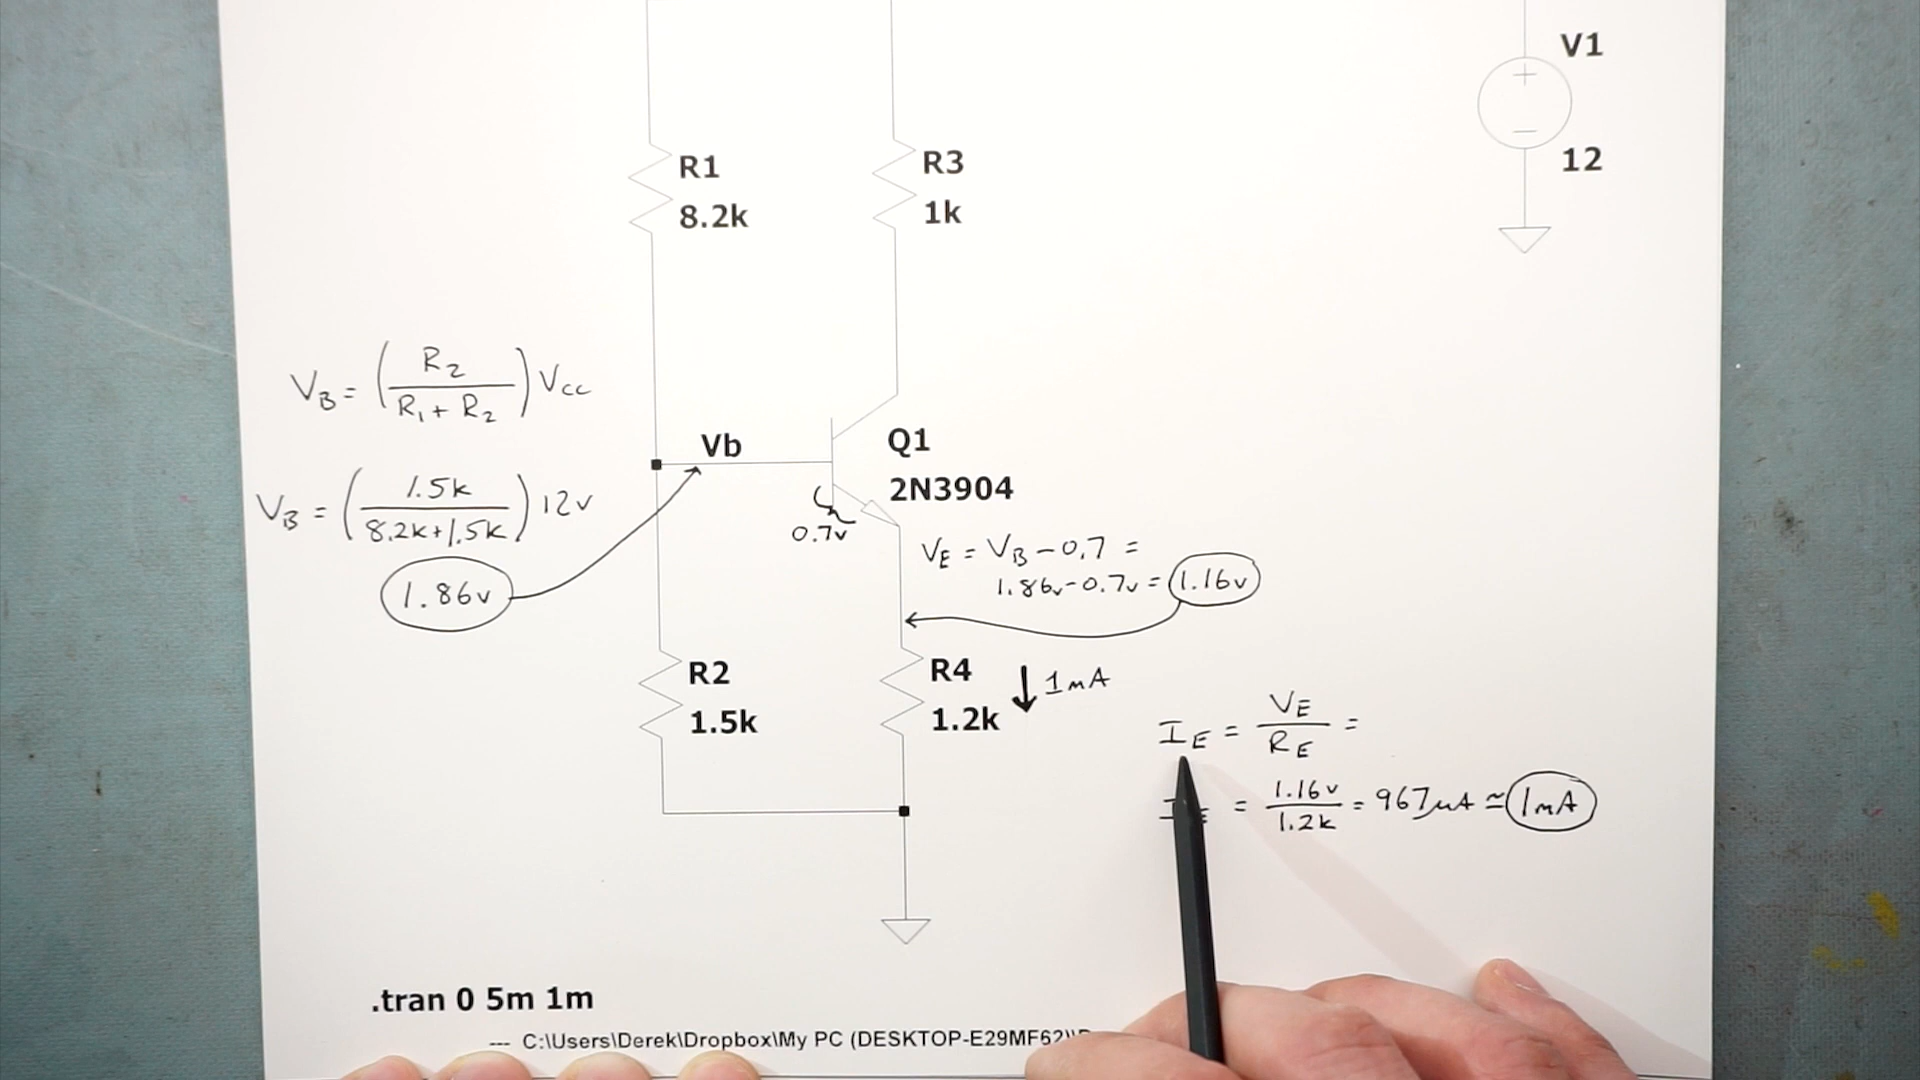 V1
12
R1
8.2k
R3
1k
V_B = (R_2 / (R_1 + R_2)) V_CC
Vb
Q1
2N3904
V_B = (1.5k / (8.2k+1.5k)) 12v
0.7v
1.86v
V_E = V_B - 0.7 =
1.86v - 0.7v = 1.16v
R2
1.5k
R4
1.2k
1mA
I_E = V_E / R_E =
= 1.16v / 1.2k = 967μA ≃ 1mA
.tran 0 5m 1m
--- C:\Users\Derek\Dropbox\My PC (DESKTOP-E29MF62)\